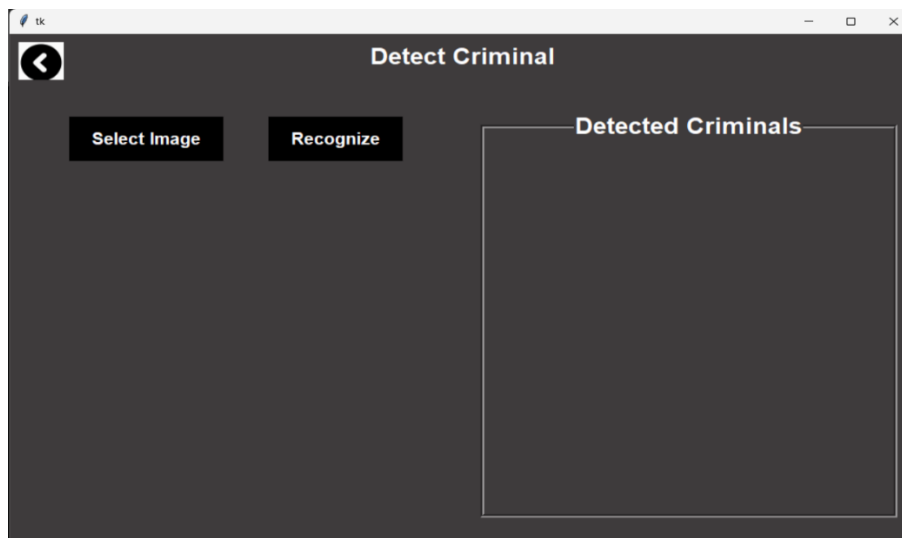 tk
Detect Criminal
Select Image
Recognize
Detected Criminals